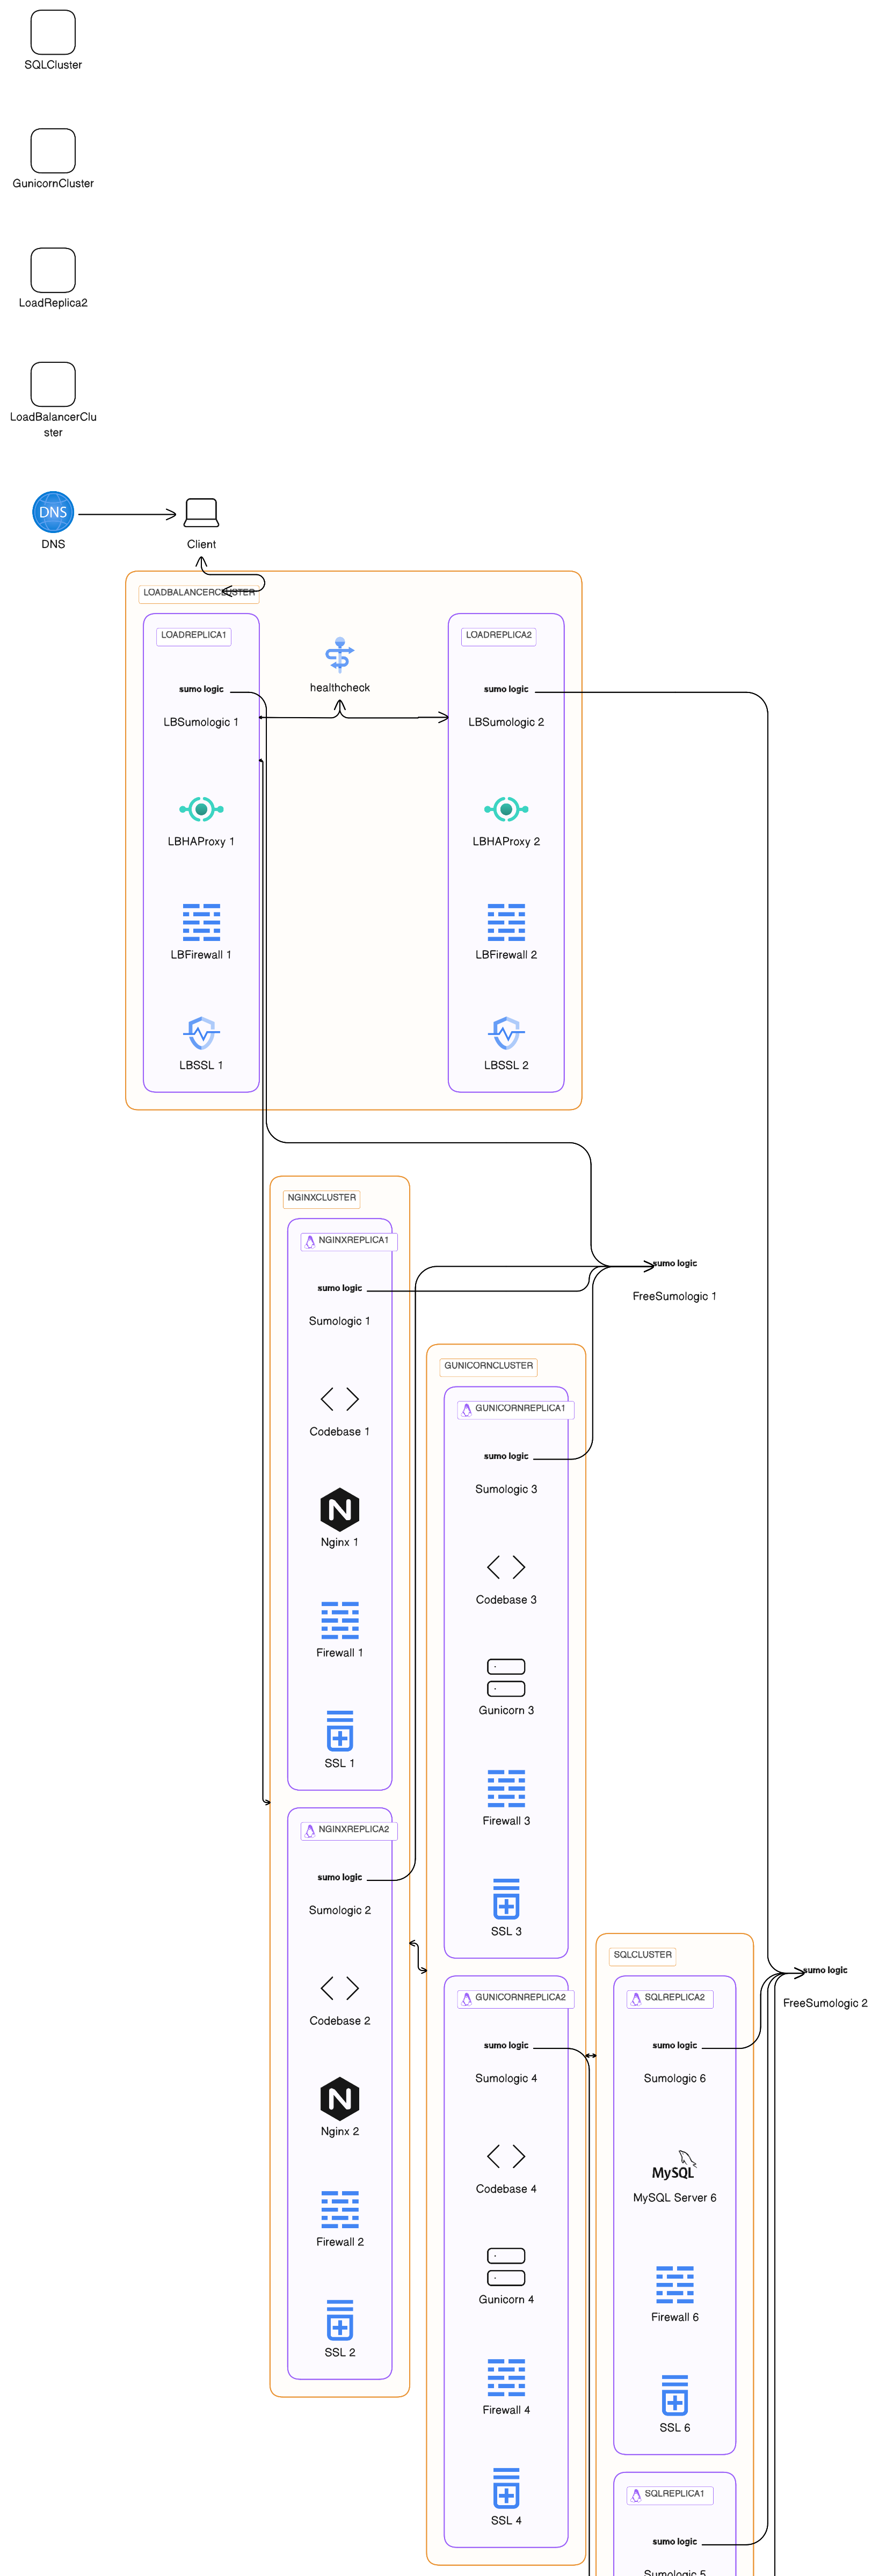 SQLCluster
GunicornCluster
LoadReplica2
LoadBalancerClu
ster
DNS
DNS
Client
LOADBALANCERCLUSTER
LOADREPLICA1
LOADREPLICA2
healthcheck
sumo logic
LBSumologic 1
sumo logic
LBSumologic 2
LBHAProxy 1
LBHAProxy 2
LBFirewall 1
LBFirewall 2
LBSSL 1
LBSSL 2
NGINXCLUSTER
NGINXREPLICA1
sumo logic
Sumologic 1
sumo logic
FreeSumologic 1
Codebase 1
N
Nginx 1
Firewall 1
SSL 1
GUNICORNCLUSTER
GUNICORNREPLICA1
sumo logic
Sumologic 3
Codebase 3
Gunicorn 3
Firewall 3
SSL 3
NGINXREPLICA2
sumo logic
Sumologic 2
Codebase 2
N
Nginx 2
Firewall 2
SSL 2
GUNICORNREPLICA2
sumo logic
Sumologic 4
Codebase 4
Gunicorn 4
Firewall 4
SSL 4
SQLCLUSTER
SQLREPLICA2
sumo logic
Sumologic 6
MySQL
MySQL Server 6
Firewall 6
SSL 6
sumo logic
FreeSumologic 2
SQLREPLICA1
sumo logic
Sumologic 5